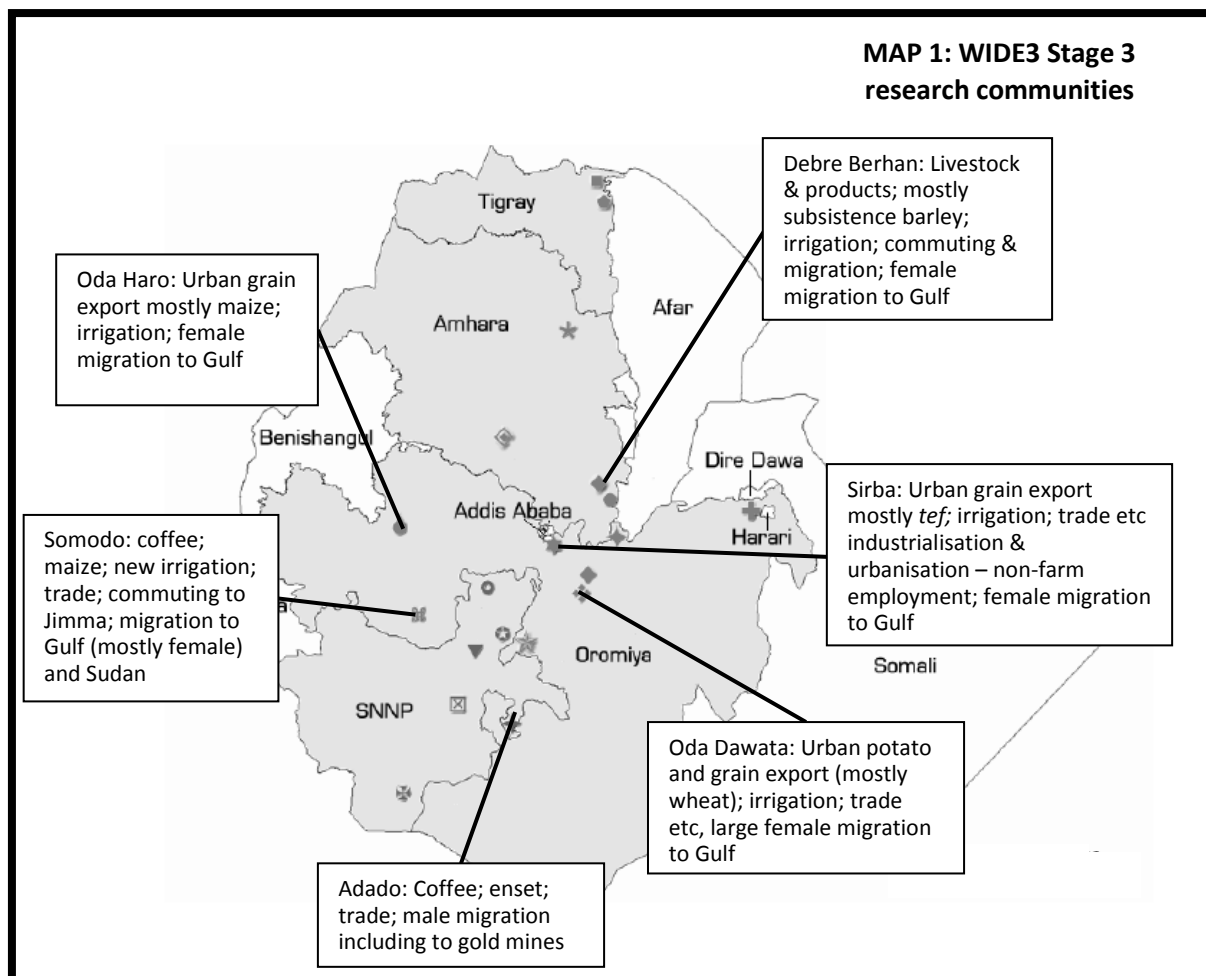 MAP 1: WIDE3 Stage 3
research communities
Debre Berhan: Livestock
& products; mostly
subsistence barley;
irrigation; commuting &
migration; female
migration to Gulf
Tigray
Oda Haro: Urban grain
export mostly maize;
irrigation; female
migration to Gulf
Afar
Amhara
Benishangul
Dire Dawa
Addis Ababa
Harari
Sirba: Urban grain export
mostly tef; irrigation; trade etc
industrialisation &
urbanisation – non-farm
employment; female migration
to Gulf
Somodo: coffee;
maize; new irrigation;
trade; commuting to
Jimma; migration to
Gulf (mostly female)
and Sudan
Oromiya
Somali
SNNP
Oda Dawata: Urban potato
and grain export (mostly
wheat); irrigation; trade
etc, large female migration
to Gulf
Adado: Coffee; enset;
trade; male migration
including to gold mines